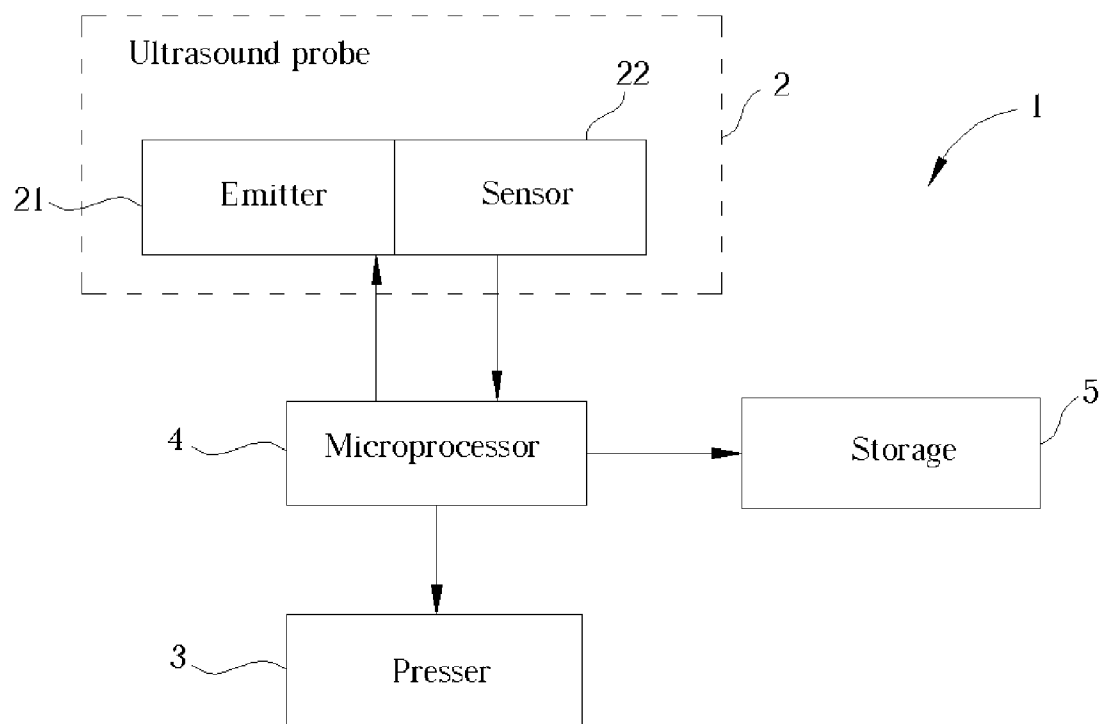 Ultrasound probe
22
2
1
21
Emitter
Sensor
4
Microprocessor
5
Storage
3
Presser